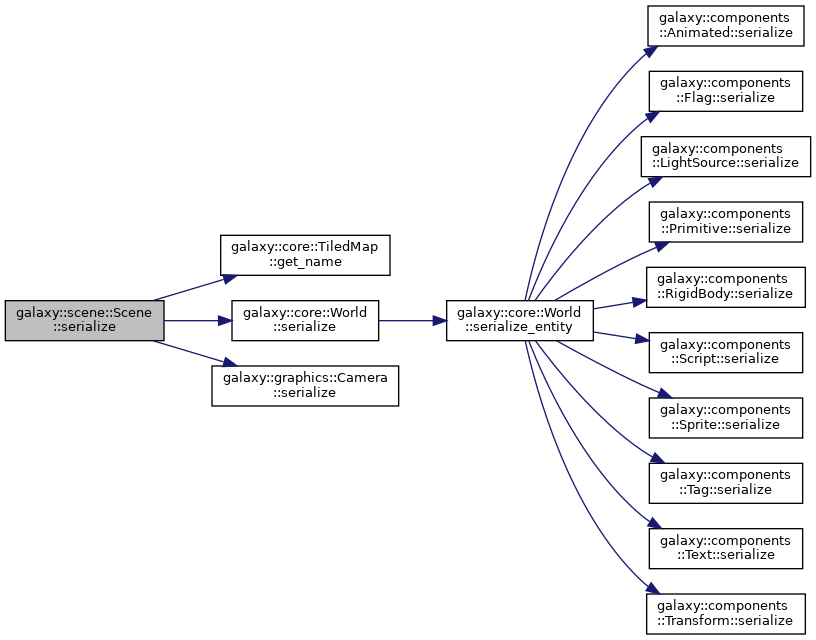 galaxy::scene::Scene
::serialize
galaxy::core::TiledMap
::get_name
galaxy::core::World
::serialize
galaxy::graphics::Camera
::serialize
galaxy::core::World
::serialize_entity
galaxy::components
::Animated::serialize
galaxy::components
::Flag::serialize
galaxy::components
::LightSource::serialize
galaxy::components
::Primitive::serialize
galaxy::components
::RigidBody::serialize
galaxy::components
::Script::serialize
galaxy::components
::Sprite::serialize
galaxy::components
::Tag::serialize
galaxy::components
::Text::serialize
galaxy::components
::Transform::serialize